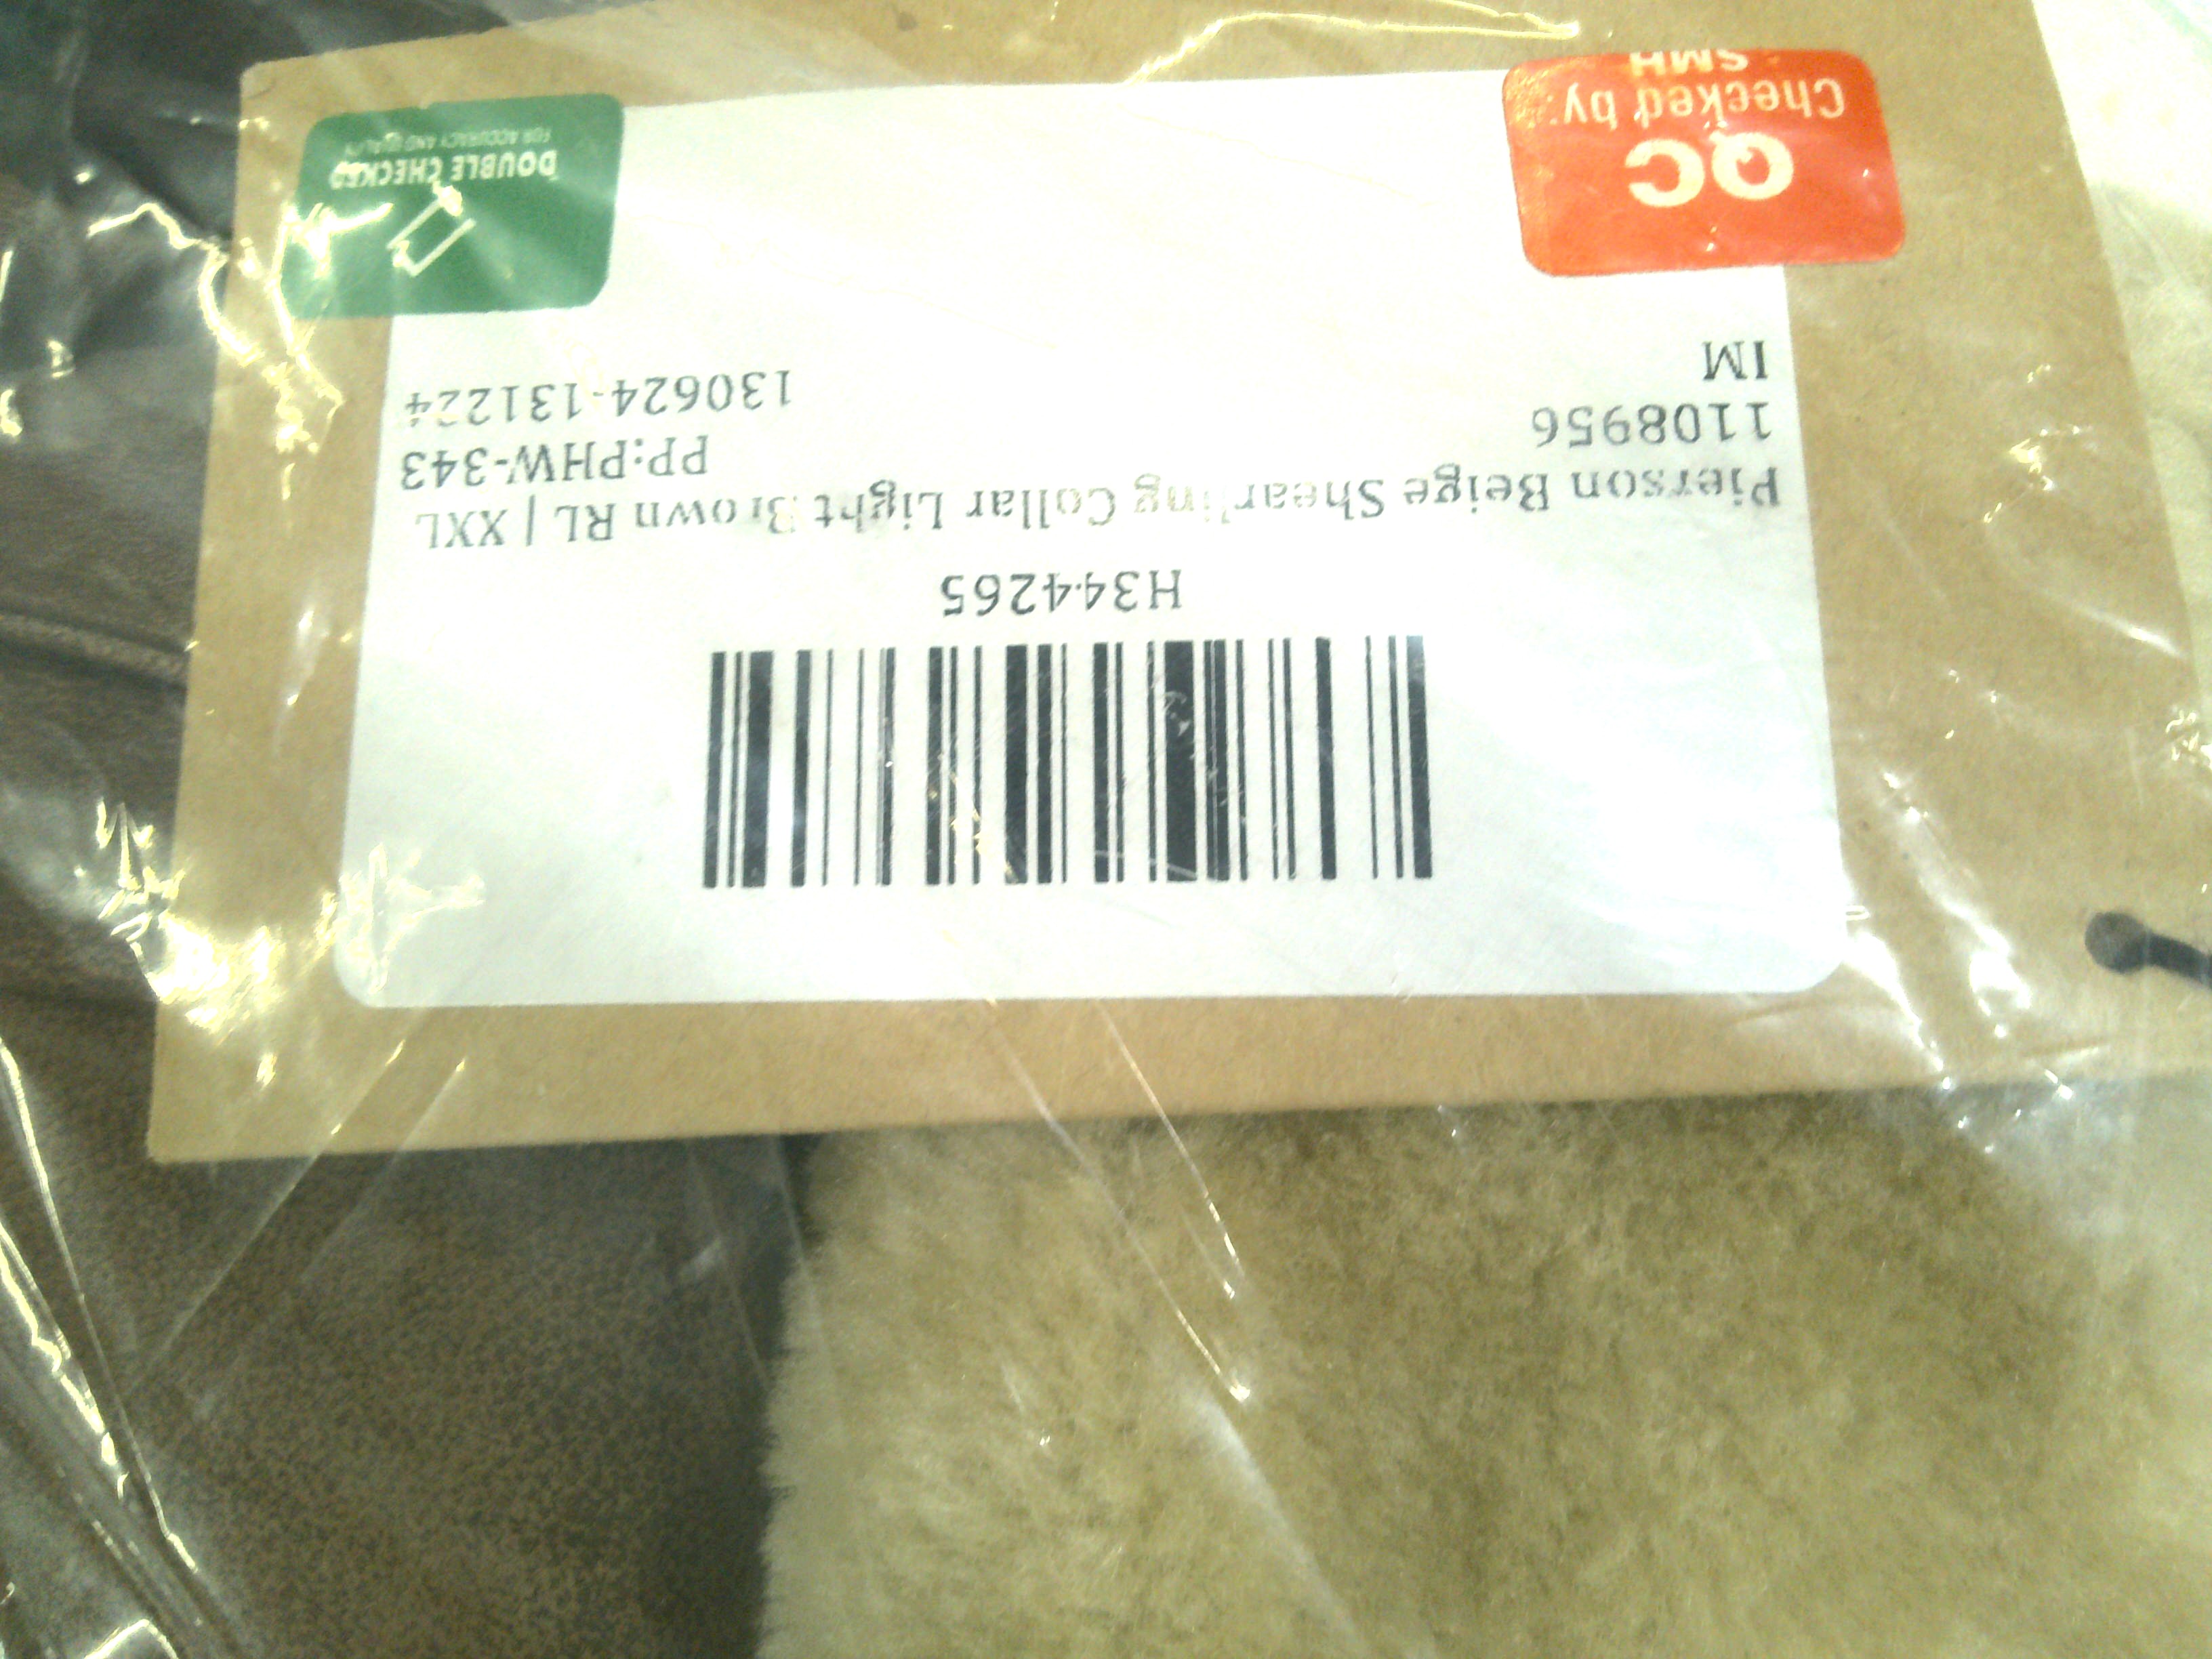 H344265
Pierson Beige Shearling Collar Light Brown RL | XXL
1108956 PP:PHW-343
IM 130624-131224
QC
Checked by:
SMH
DOUBLE CHECKED
FOR ACCURACY AND QUALITY